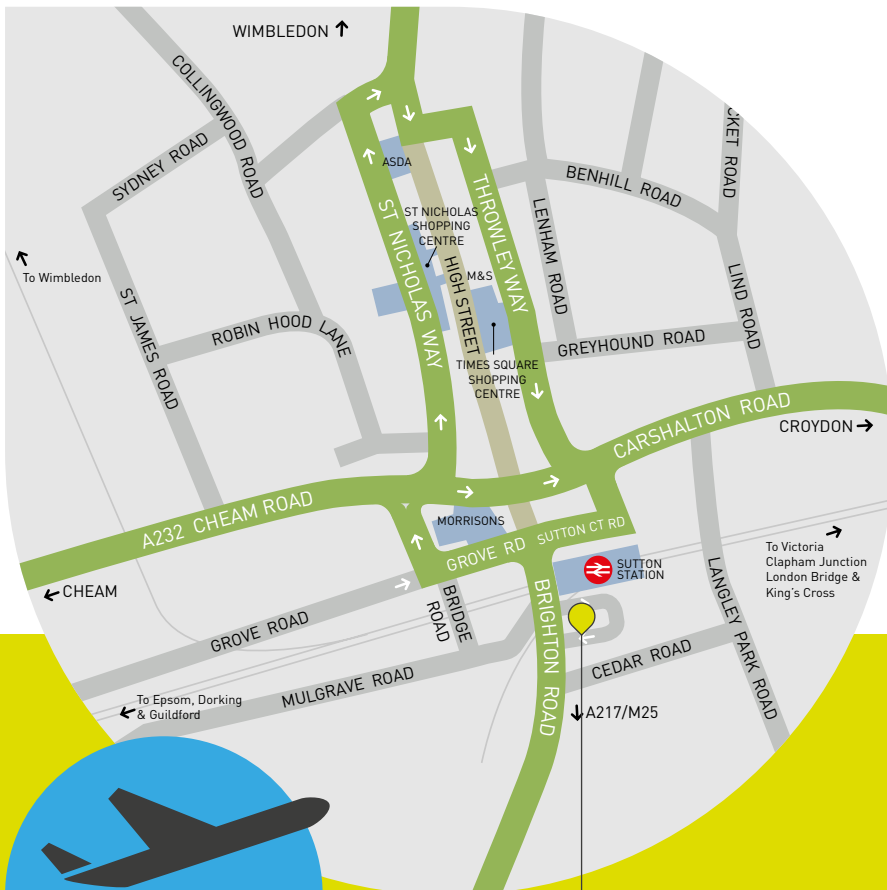 WIMBLEDON
COLLINGWOOD ROAD
SYDNEY ROAD
ASDA
BENHILL ROAD
ST NICHOLAS
SHOPPING
CENTRE
ST NICHOLAS WAY
THROWLEY WAY
LENHAM ROAD
To Wimbledon
HIGH STREET
M&S
LIND ROAD
ST JAMES ROAD
ROBIN HOOD LANE
GREYHOUND ROAD
TIMES SQUARE
SHOPPING
CENTRE
CARSHALTON ROAD
CROYDON
A232 CHEAM ROAD
MORRISONS
GROVE RD
SUTTON CT RD
SUTTON
STATION
To Victoria
Clapham Junction
London Bridge &
King's Cross
CHEAM
GROVE ROAD
BRIDGE
ROAD
BRIGHTON ROAD
LANGLEY PARK ROAD
CEDAR ROAD
MULGRAVE ROAD
To Epsom, Dorking
& Guildford
A217/M25